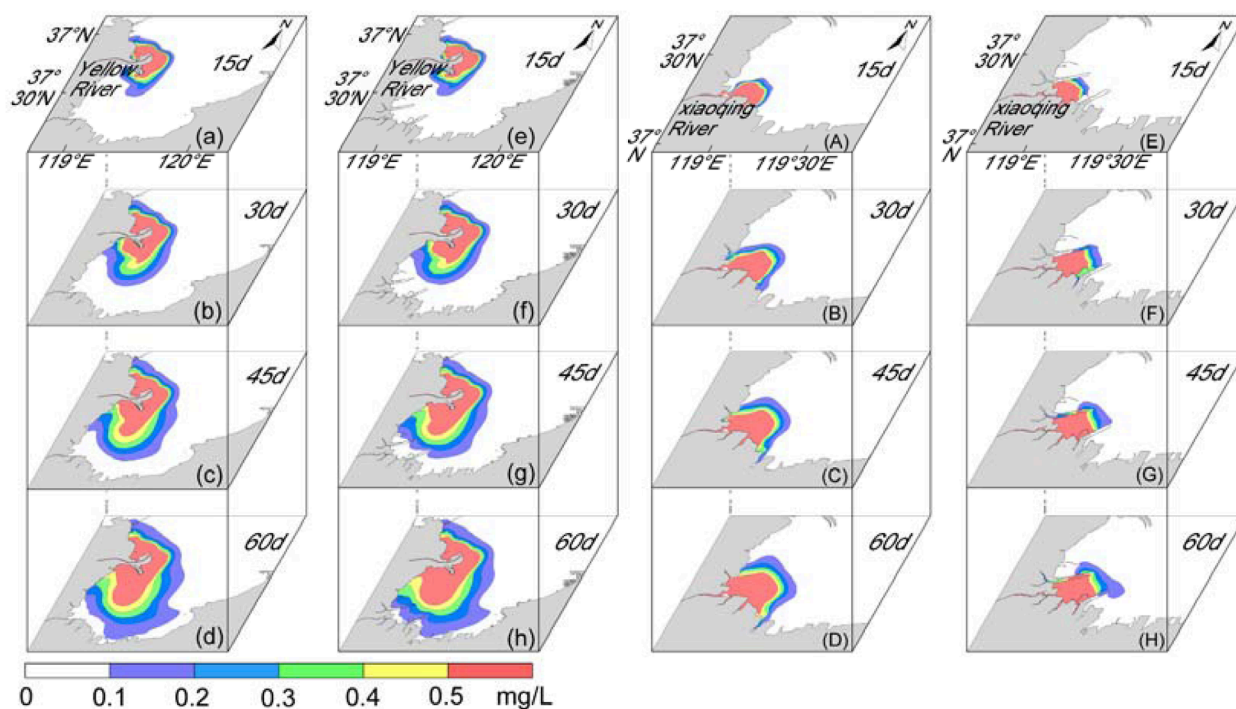 37°N
37°
30'N
Yellow
River
15d
(a)
119°E
120°E
30d
(b)
45d
(c)
60d
(d)
37°N
37°
30'N
Yellow
River
15d
(e)
119°E
120°E
30d
(f)
45d
(g)
60d
(h)
37°E
30'N
xiaoqing
River
37°
N
15d
(A)
119°E
119°30'E
30d
(B)
45d
(C)
60d
(D)
37°E
30'N
xiaoqing
River
37°
N
15d
(E)
119°E
119°30'E
30d
(F)
45d
(G)
60d
(H)
N
N
N
N
0
0.1
0.2
0.3
0.4
0.5
mg/L